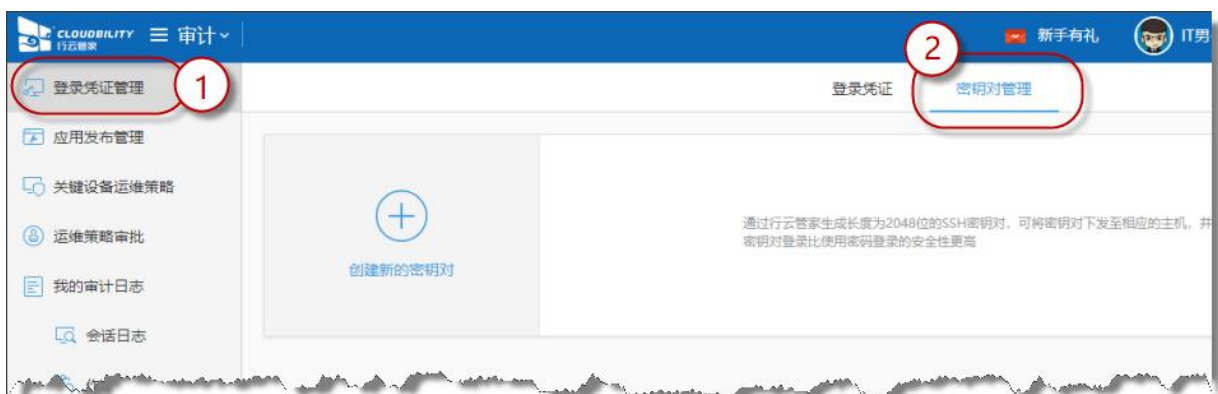 CLOUDBILITY
行云管家
审计
新手有礼
IT男
登录凭证管理
1
登录凭证
密钥对管理
2
应用发布管理
关键设备运维策略
运维策略审批
我的审计日志
会话日志
创建新的密钥对
通过行云管家生成长度为2048位的SSH密钥对，可将密钥对下发至相应的主机，并
密钥对登录比使用密码登录的安全性更高